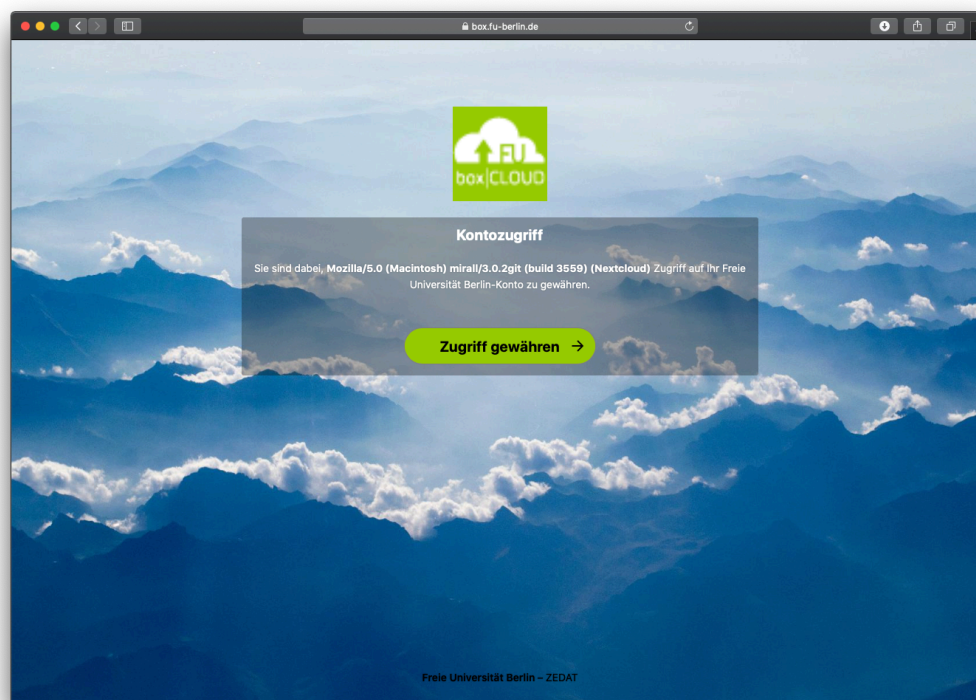 box.fu-berlin.de
FU
box|CLOUD
Kontozugriff
Sie sind dabei, Mozilla/5.0 (Macintosh) mirall/3.0.2git (build 3559) (Nextcloud) Zugriff auf Ihr Freie
Universität Berlin-Konto zu gewähren.
Zugriff gewähren
Freie Universität Berlin – ZEDAT